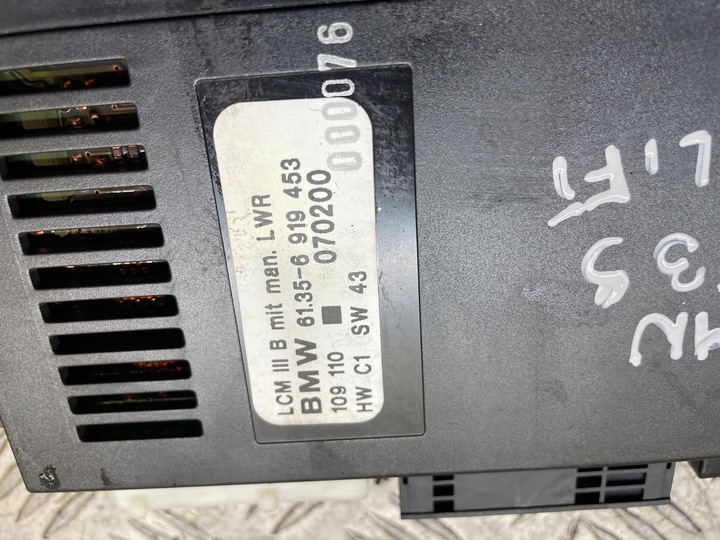 LCM III B mit man. LWR
BMW 61.35-6 919 453
109 110 ■ 070200
HW C1 SW 43
000076